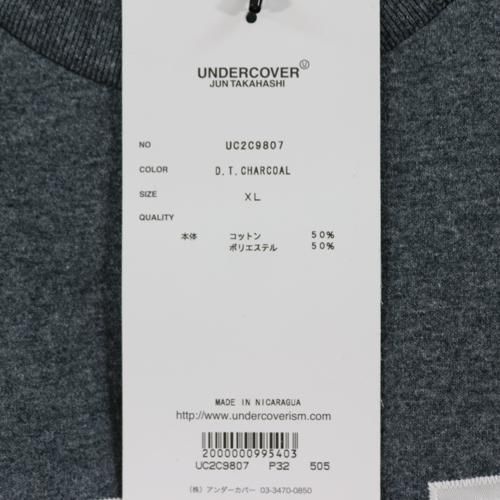 UNDERCOVER Ⓤ
JUN TAKAHASHI
NO UC2C9807
COLOR D.T.CHARCOAL
SIZE XL
QUALITY
本体 コットン 50%
ポリエステル 50%
MADE IN NICARAGUA
http://www.undercoverism.com
2000000995403
UC2C9807 P32 505
(株) アンダーカバー 03-3470-0850